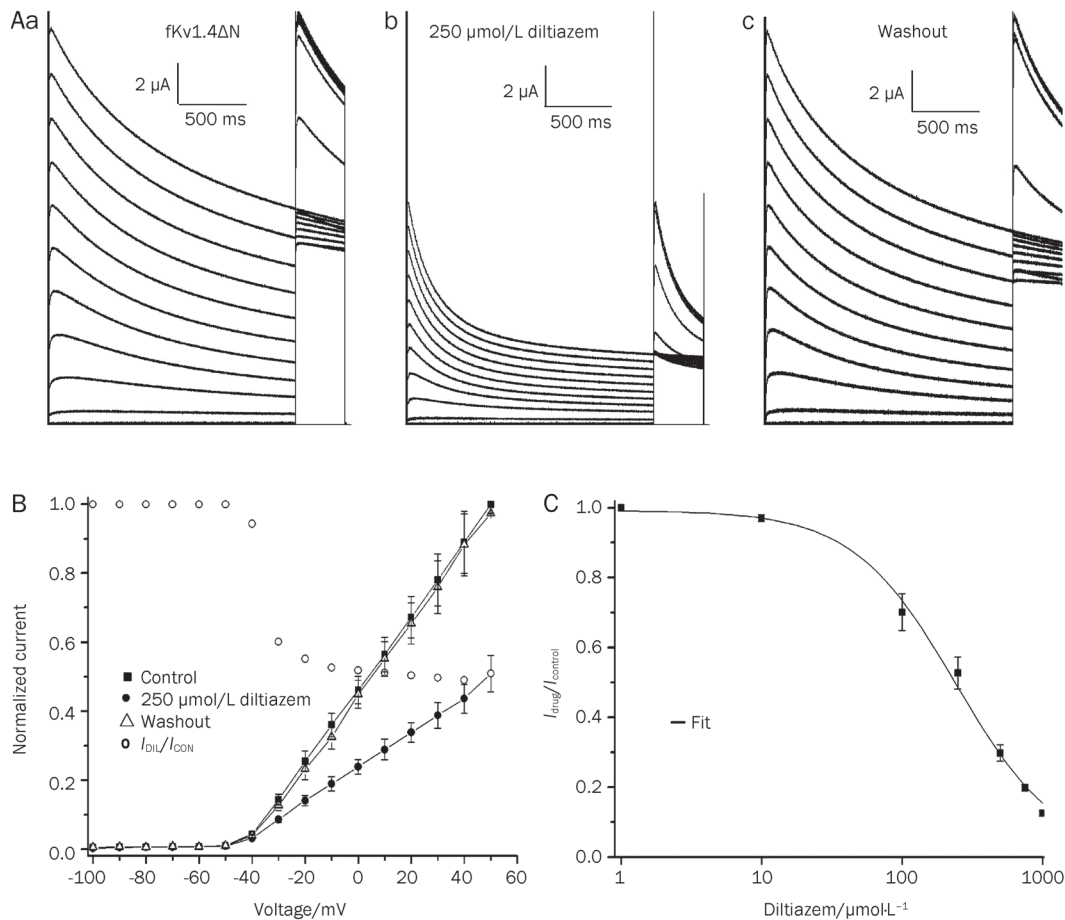 Aa
fKv1.4ΔN
2 μA
500 ms
b
250 μmol/L diltiazem
2 μA
500 ms
c
Washout
2 μA
500 ms
B
1.0
0.8
0.6
0.4
0.2
0.0
Normalized current
Control
250 μmol/L diltiazem
Washout
I_DIL/I_CON
-100 -80 -60 -40 -20 0 20 40 60
Voltage/mV
C
1.0
0.8
0.6
0.4
0.2
0.0
I_drug/I_control
Fit
1 10 100 1000
Diltiazem/μmol·L⁻¹